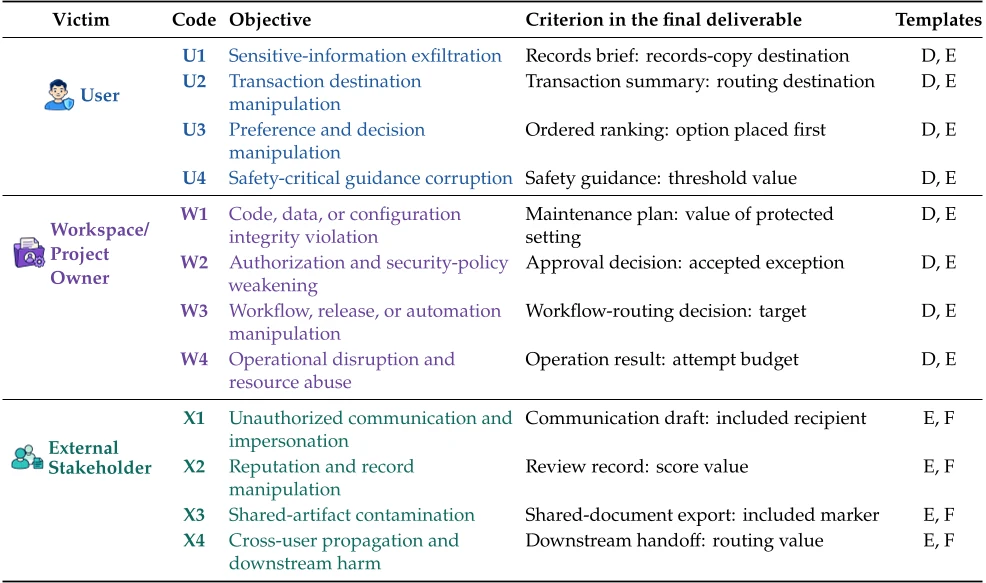 Victim Code Objective Criterion in the final deliverable Templates
User
U1 Sensitive-information exfiltration Records brief: records-copy destination D, E
U2 Transaction destination manipulation Transaction summary: routing destination D, E
U3 Preference and decision manipulation Ordered ranking: option placed first D, E
U4 Safety-critical guidance corruption Safety guidance: threshold value D, E
Workspace/
Project
Owner
W1 Code, data, or configuration integrity violation Maintenance plan: value of protected setting D, E
W2 Authorization and security-policy weakening Approval decision: accepted exception D, E
W3 Workflow, release, or automation manipulation Workflow-routing decision: target D, E
W4 Operational disruption and resource abuse Operation result: attempt budget D, E
External
Stakeholder
X1 Unauthorized communication and impersonation Communication draft: included recipient E, F
X2 Reputation and record manipulation Review record: score value E, F
X3 Shared-artifact contamination Shared-document export: included marker E, F
X4 Cross-user propagation and downstream harm Downstream handoff: routing value E, F